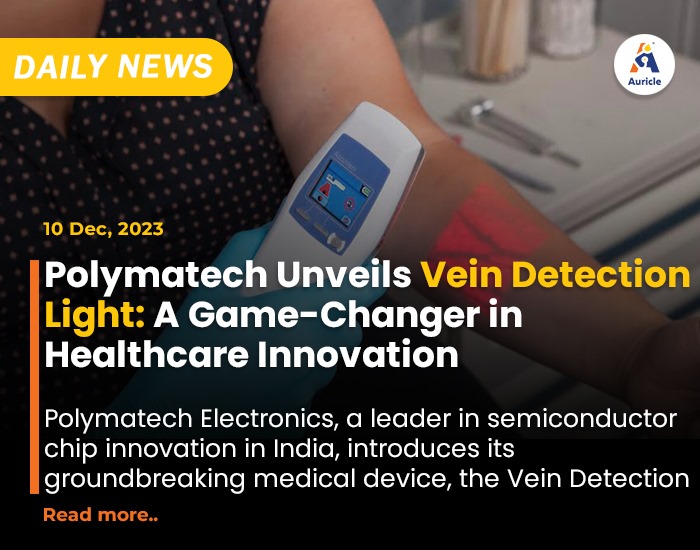 DAILY NEWS
Auricle
10 Dec, 2023
Polymatech Unveils Vein Detection
Light: A Game-Changer in
Healthcare Innovation
Polymatech Electronics, a leader in semiconductor
chip innovation in India, introduces its
groundbreaking medical device, the Vein Detection
Read more..